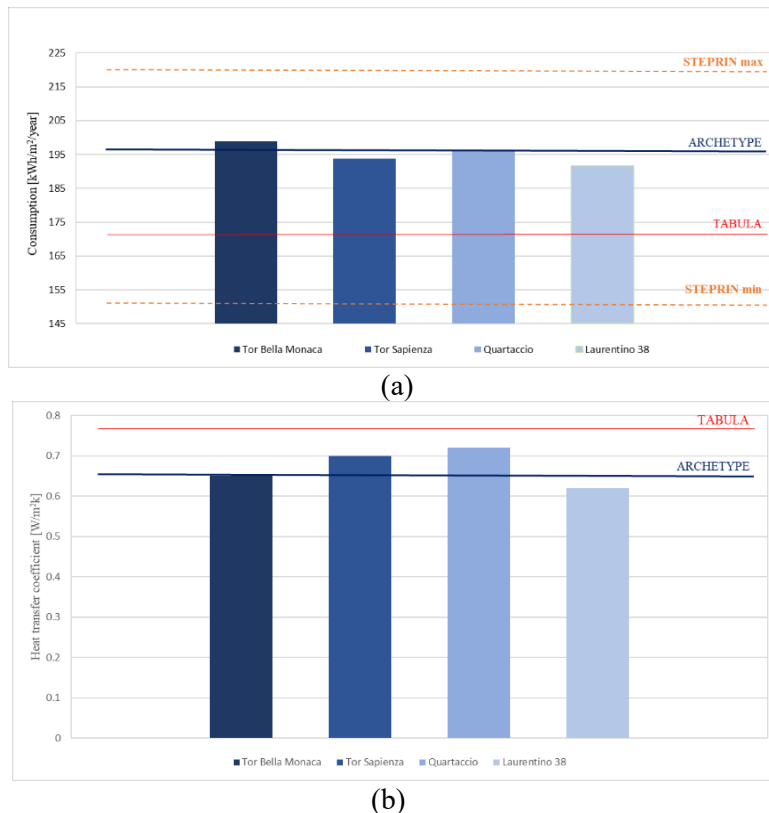 225
STEPRIN max
215
205
ARCHETYPE
195
185
TABULA
175
165
STEPRIN min
155
145
Consumption [kWh/m²/year]
Tor Bella Monaca Tor Sapienza Quartaccio Laurentino 38
(a)
0.8
TABULA
0.7
ARCHETYPE
0.6
0.5
0.4
0.3
0.2
0.1
0
Heat transfer coefficient [W/m²k]
Tor Bella Monaca Tor Sapienza Quartaccio Laurentino 38
(b)